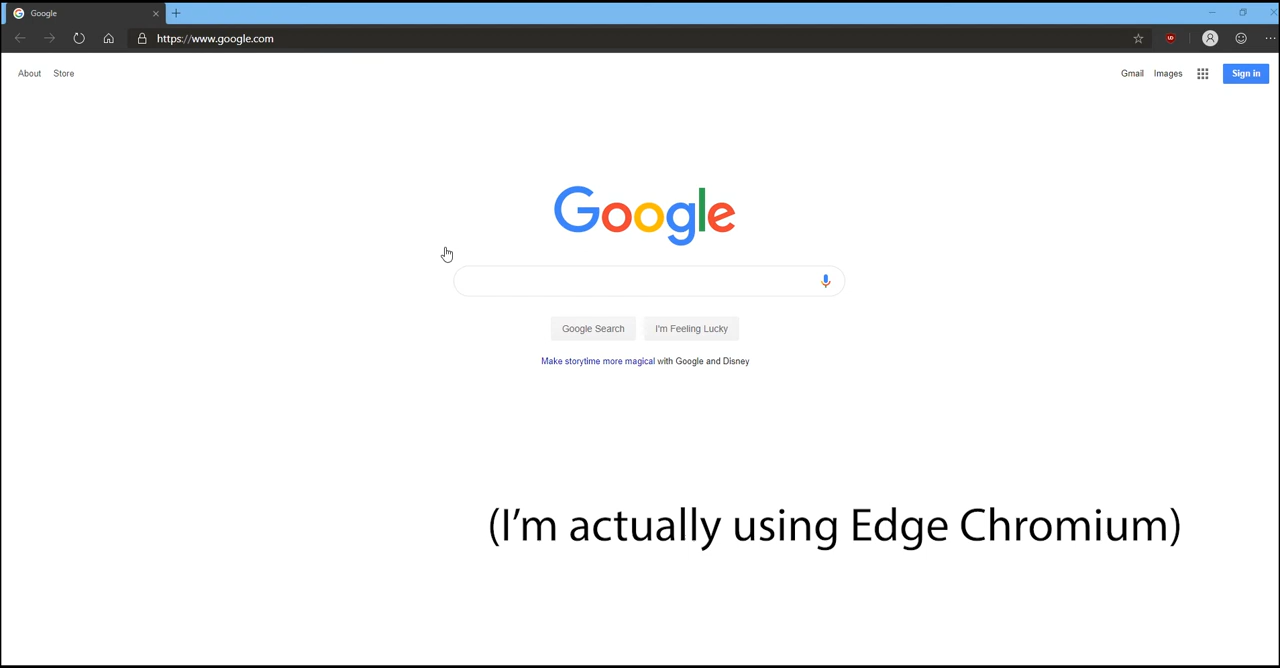 Google
https://www.google.com
About Store
Gmail Images Sign in
Google
Google Search I'm Feeling Lucky
Make storytime more magical with Google and Disney
(I'm actually using Edge Chromium)